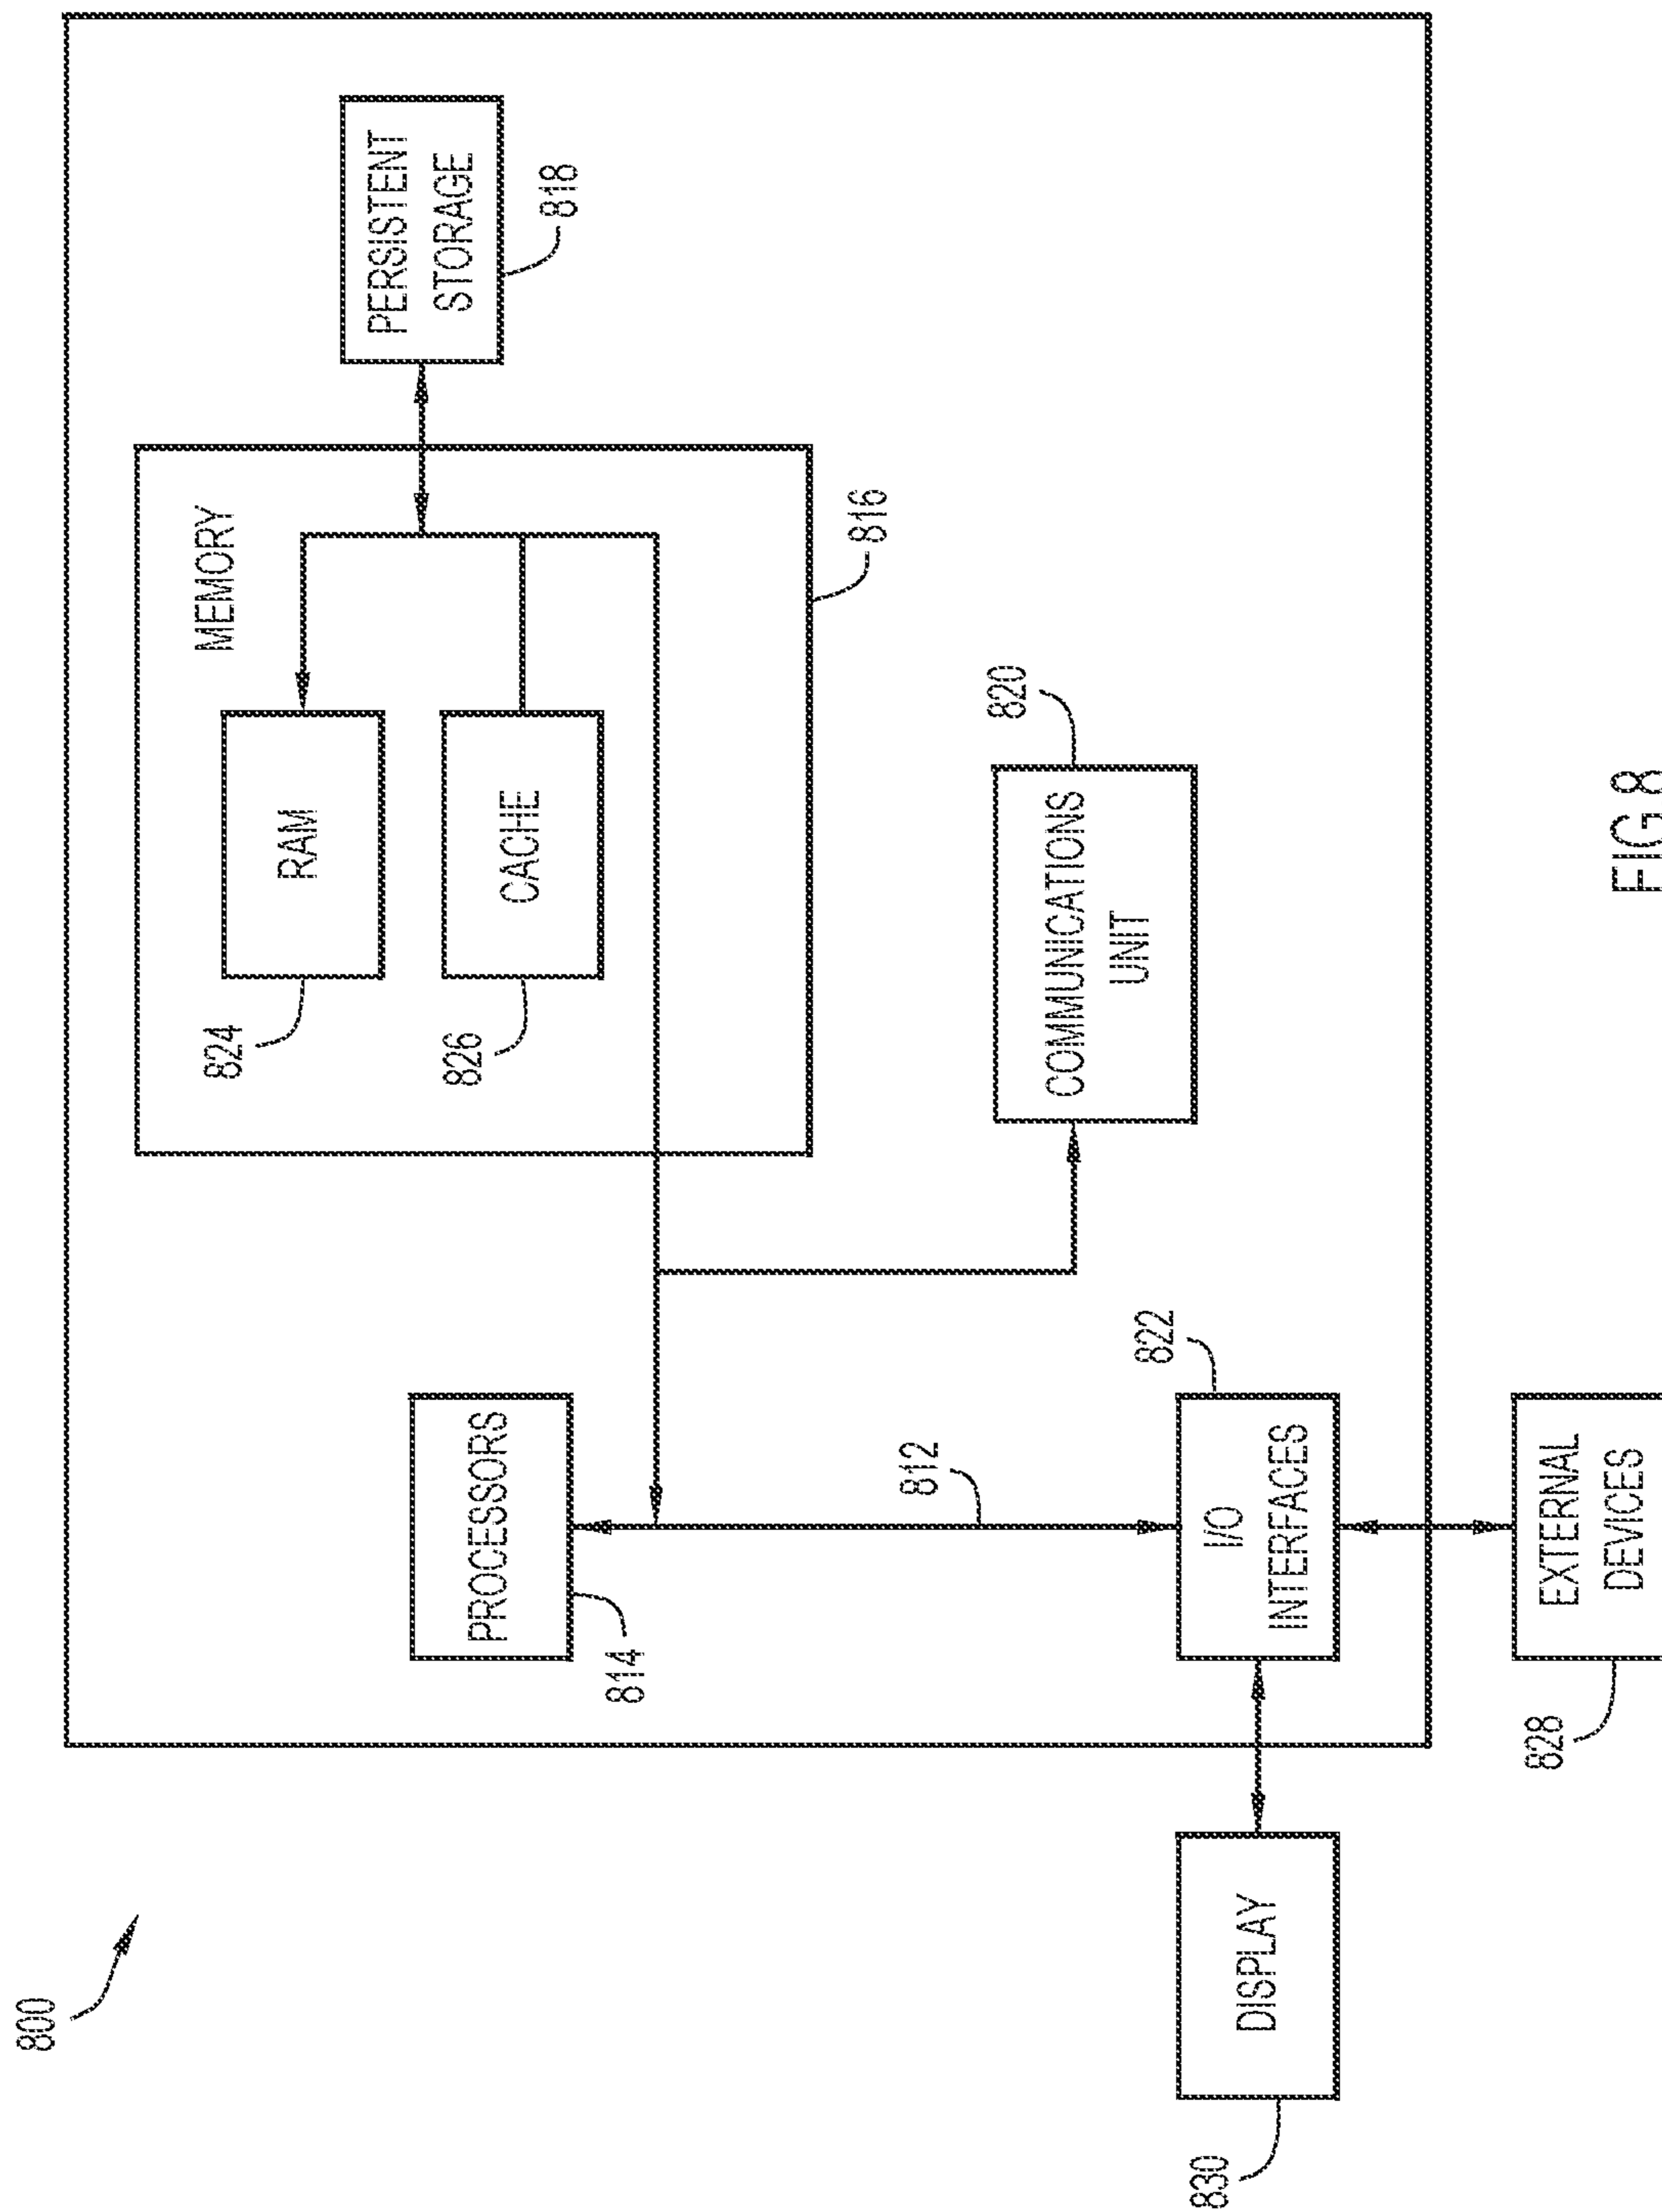 800
MEMORY
RAM
824
CACHE
826
PERSISTENT
STORAGE
818
816
PROCESSORS
814
812
COMMUNICATIONS
UNIT
820
DISPLAY
830
I/O
INTERFACES
822
EXTERNAL
DEVICES
828
FIG.8